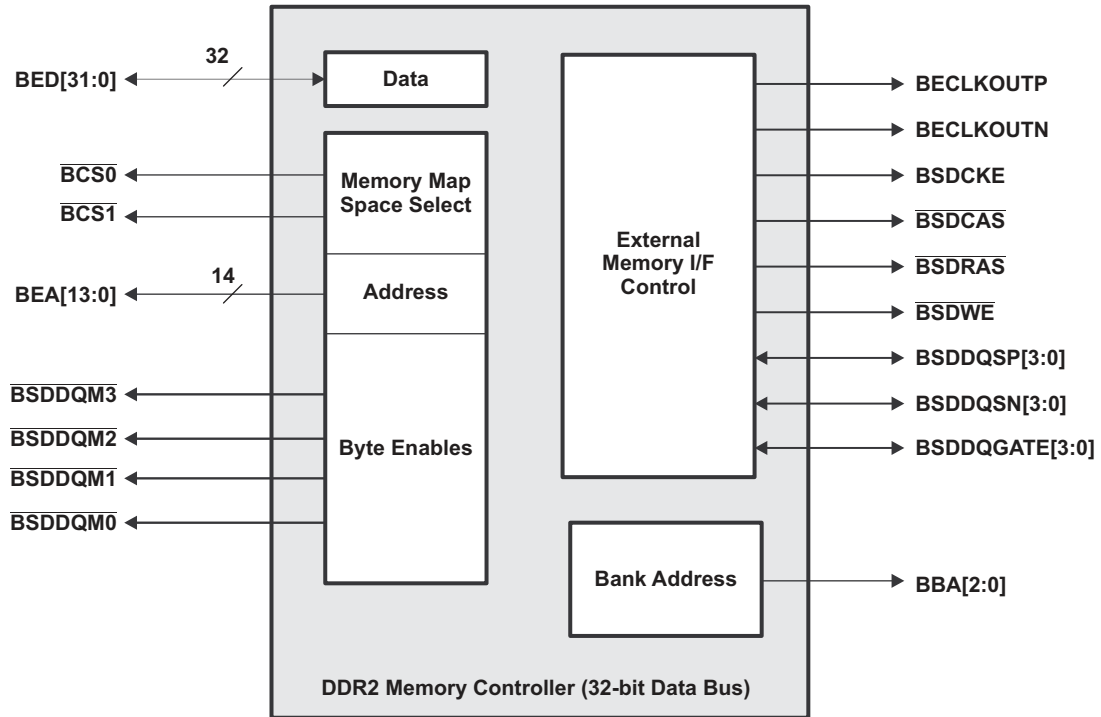 BED[31:0]
32
Data
BCS0
BCS1
Memory Map
Space Select
BEA[13:0]
14
Address
BSDDQM3
BSDDQM2
BSDDQM1
BSDDQM0
Byte Enables
External
Memory I/F
Control
BECLKOUTP
BECLKOUTN
BSDCKE
BSDCAS
BSDRAS
BSDWE
BSDDQSP[3:0]
BSDDQSN[3:0]
BSDDQGATE[3:0]
Bank Address
BBA[2:0]
DDR2 Memory Controller (32-bit Data Bus)